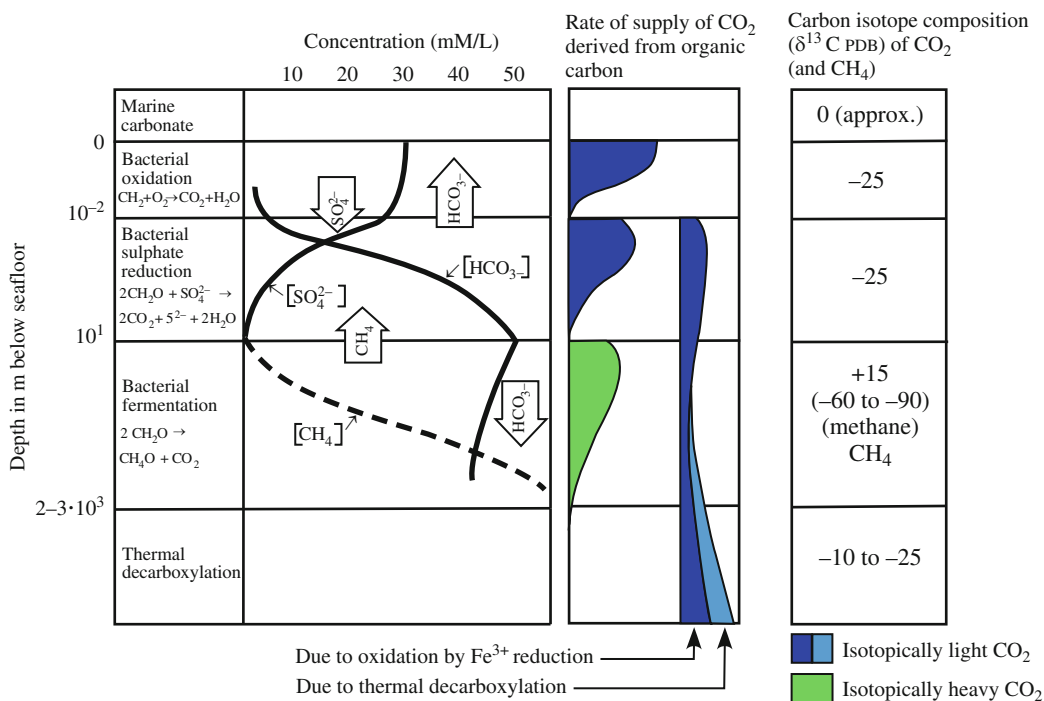 Concentration (mM/L)
10 20 30 40 50
Rate of supply of CO₂
derived from organic
carbon
Carbon isotope composition
(δ¹³ C PDB) of CO₂
(and CH₄)
Depth in m below seafloor
Marine
carbonate
0 (approx.)
0
Bacterial
oxidation
CH₂+O₂→CO₂+H₂O
SO₄²⁻
HCO₃₋
–25
10⁻²
Bacterial
sulphate
reduction
2CH₂O + SO₄²⁻ →
2CO₂ + 5²⁻ + 2H₂O
[HCO₃₋]
[SO₄²⁻]
CH₄
–25
10¹
Bacterial
fermentation
2 CH₂O →
CH₄O + CO₂
[CH₄]
HCO₃₋
+15
(–60 to –90)
(methane)
CH₄
2–3·10³
Thermal
decarboxylation
–10 to –25
Due to oxidation by Fe³⁺ reduction
Due to thermal decarboxylation
Isotopically light CO₂
Isotopically heavy CO₂